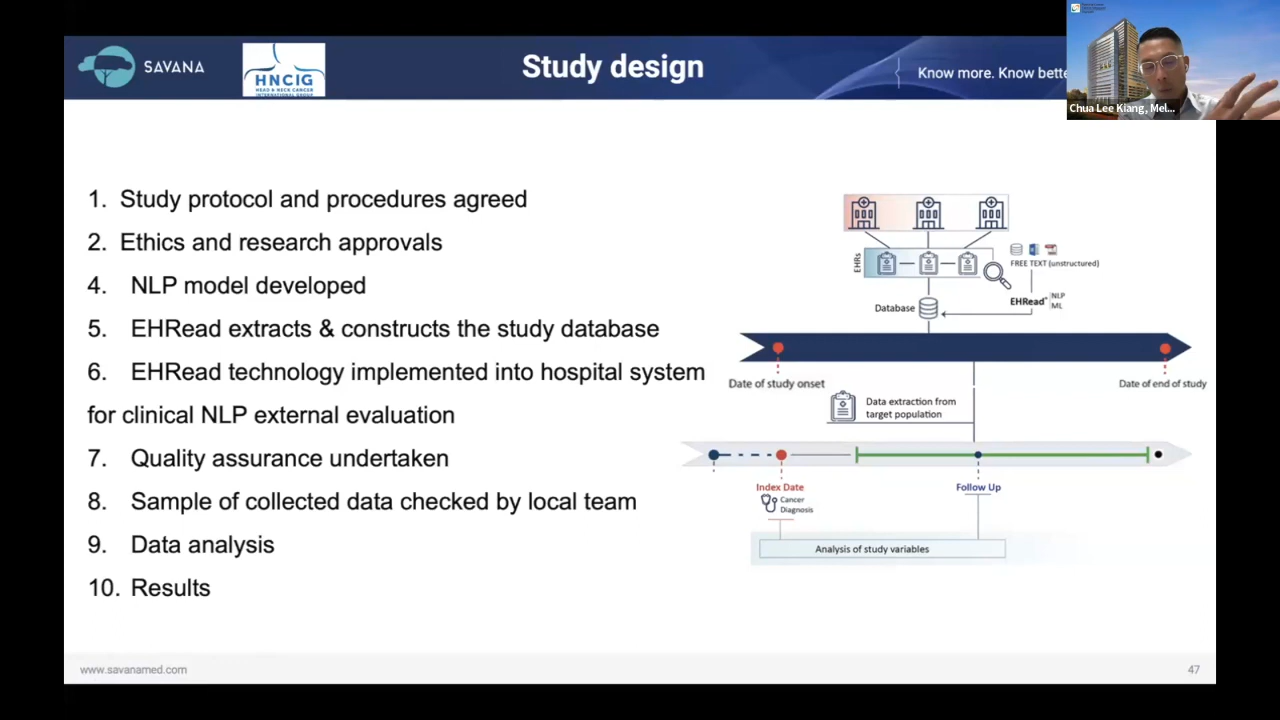 SAVANA
HNCIG
HEAD & NECK CANCER
INTERNATIONAL GROUP
Study design
Know more. Know bette
Chua Lee Kiang, Mel...
1. Study protocol and procedures agreed
2. Ethics and research approvals
4. NLP model developed
5. EHRead extracts & constructs the study database
6. EHRead technology implemented into hospital system
for clinical NLP external evaluation
7. Quality assurance undertaken
8. Sample of collected data checked by local team
9. Data analysis
10. Results
EHRs
FREE TEXT (unstructured)
Database
EHRead
NLP
ML
Date of study onset
Date of end of study
Data extraction from
target population
Index Date
Cancer
Diagnosis
Follow Up
Analysis of study variables
www.savanamed.com
47